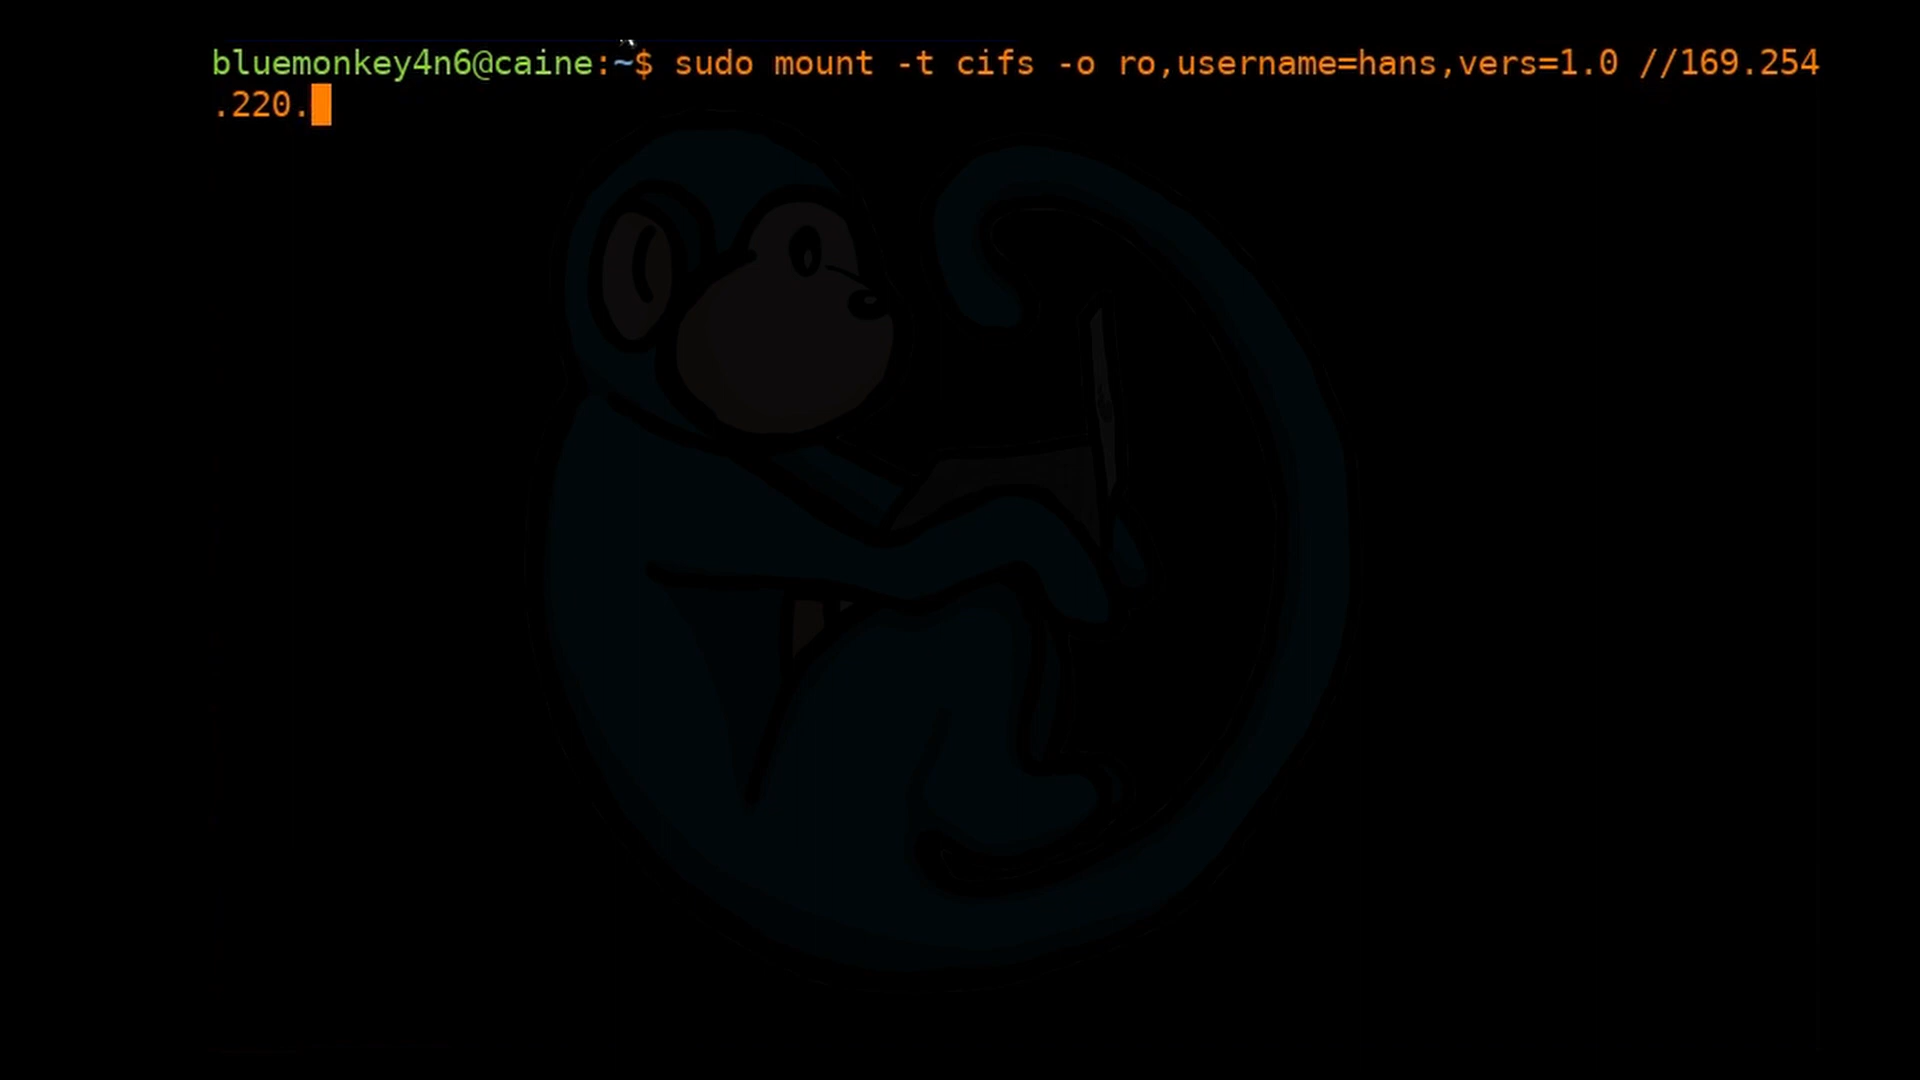 bluemonkey4n6@caine:~$ sudo mount -t cifs -o ro,username=hans,vers=1.0 //169.254
.220.